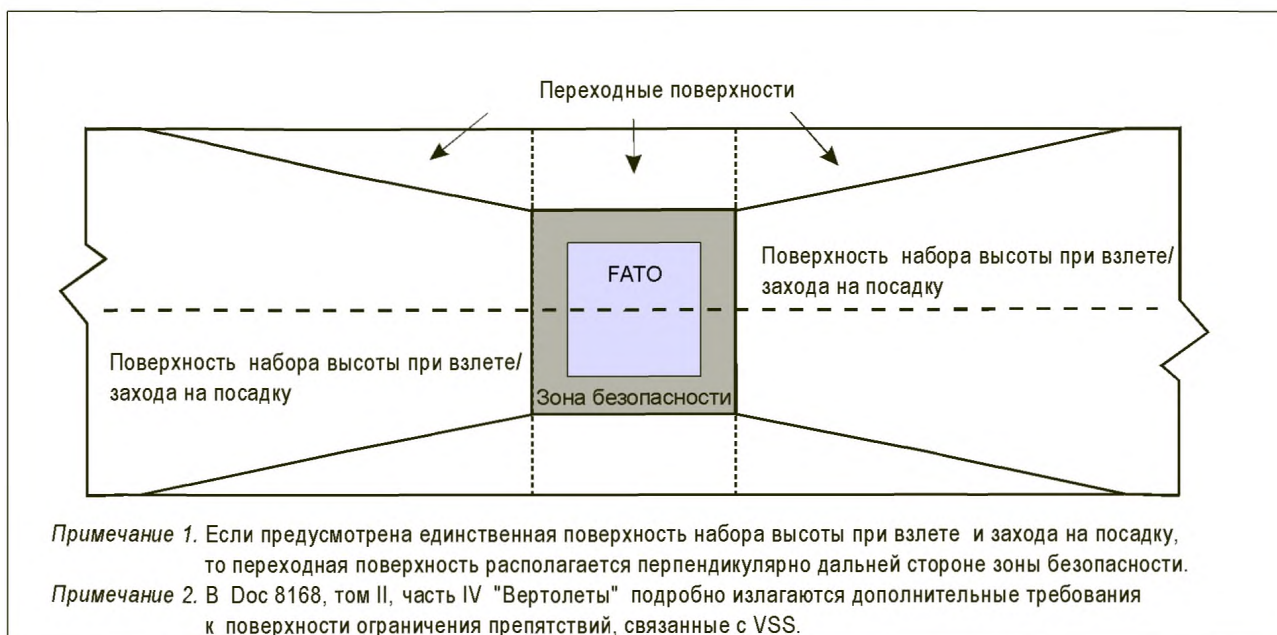 Переходные поверхности
FATO
Поверхность набора высоты при взлете/
захода на посадку
Поверхность набора высоты при взлете/
захода на посадку
Зона безопасности
Примечание 1. Если предусмотрена единственная поверхность набора высоты при взлете и захода на посадку,
то переходная поверхность располагается перпендикулярно дальней стороне зоны безопасности.
Примечание 2. В Doc 8168, том II, часть IV "Вертолеты" подробно излагаются дополнительные требования
к поверхности ограничения препятствий, связанные с VSS.